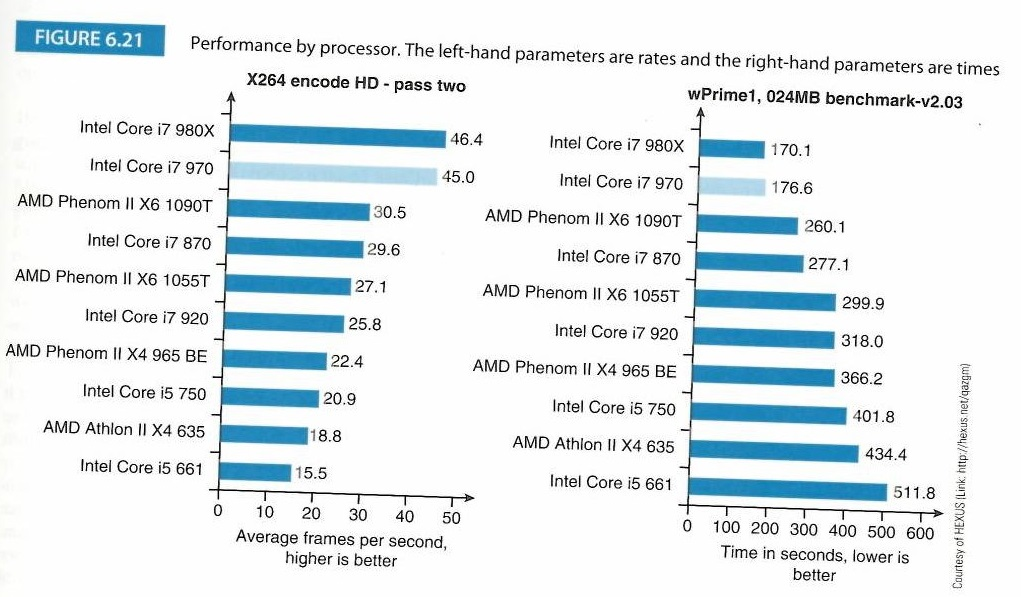 FIGURE 6.21
Performance by processor. The left-hand parameters are rates and the right-hand parameters are times
X264 encode HD - pass two
Intel Core i7 980X 46.4
Intel Core i7 970 45.0
AMD Phenom II X6 1090T 30.5
Intel Core i7 870 29.6
AMD Phenom II X6 1055T 27.1
Intel Core i7 920 25.8
AMD Phenom II X4 965 BE 22.4
Intel Core i5 750 20.9
AMD Athlon II X4 635 18.8
Intel Core i5 661 15.5
0 10 20 30 40 50
Average frames per second,
higher is better
wPrime1, 024MB benchmark-v2.03
Intel Core i7 980X 170.1
Intel Core i7 970 176.6
AMD Phenom II X6 1090T 260.1
Intel Core i7 870 277.1
AMD Phenom II X6 1055T 299.9
Intel Core i7 920 318.0
AMD Phenom II X4 965 BE 366.2
Intel Core i5 750 401.8
AMD Athlon II X4 635 434.4
Intel Core i5 661 511.8
0 100 200 300 400 500 600
Time in seconds, lower is
better
Courtesy of HEXUS (Link: http://hexus.net/qazgm)